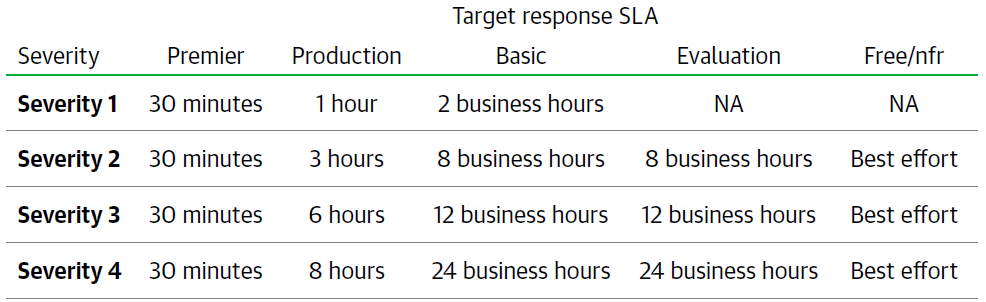 Target response SLA
Severity Premier Production Basic Evaluation Free/nfr
Severity 1 30 minutes 1 hour 2 business hours NA NA
Severity 2 30 minutes 3 hours 8 business hours 8 business hours Best effort
Severity 3 30 minutes 6 hours 12 business hours 12 business hours Best effort
Severity 4 30 minutes 8 hours 24 business hours 24 business hours Best effort